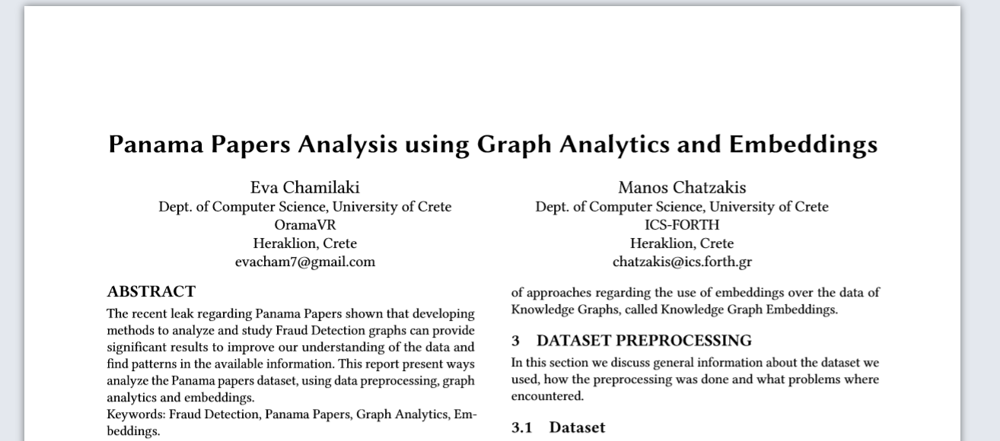 Panama Papers Analysis using Graph Analytics and Embeddings
Eva Chamilaki
Dept. of Computer Science, University of Crete
OramaVR
Heraklion, Crete
evacham7@gmail.com
Manos Chatzakis
Dept. of Computer Science, University of Crete
ICS-FORTH
Heraklion, Crete
chatzakis@ics.forth.gr
ABSTRACT
The recent leak regarding Panama Papers shown that developing
methods to analyze and study Fraud Detection graphs can provide
significant results to improve our understanding of the data and
find patterns in the available information. This report present ways
analyze the Panama papers dataset, using data preprocessing, graph
analytics and embeddings.
Keywords: Fraud Detection, Panama Papers, Graph Analytics, Em-
beddings.
of approaches regarding the use of embeddings over the data of
Knowledge Graphs, called Knowledge Graph Embeddings.
3 DATASET PREPROCESSING
In this section we discuss general information about the dataset we
used, how the preprocessing was done and what problems where
encountered.
3.1 Dataset